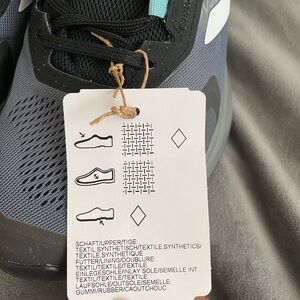 SCHAFT/UPPER/TIGE
TEXTIL.SYNTHETISCH/TEXTILE.SYNTHETICS/
TEXTILE.SYNTHETIQUE
FUTTER/LINING/DOUBLURE
TEXTIL/TEXTILE/TEXTILE
EINLEGESOHLE/INLAY SOLE/SEMELLE INT.
TEXTIL/TEXTILE/TEXTILE
LAUFSOHLE/OUTSOLE/SEMELLE
GUMMI/RUBBER/CAOUTCHOUC